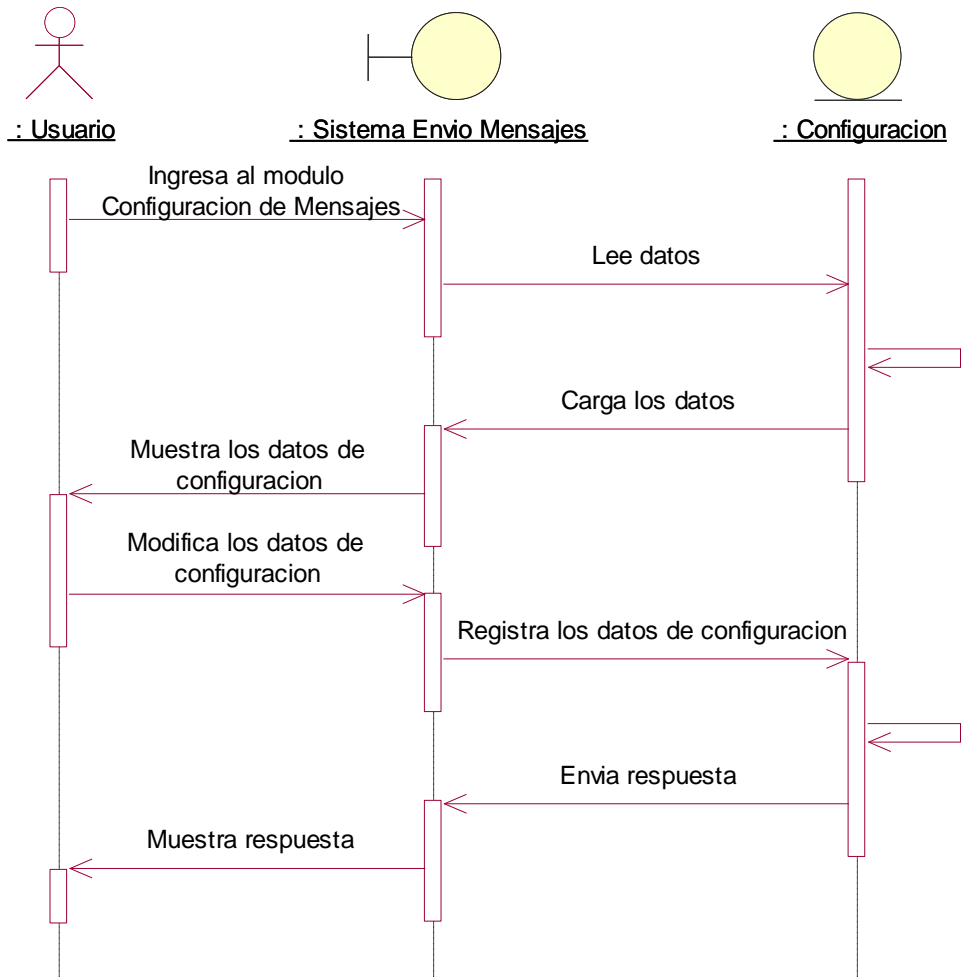 : Usuario
: Sistema Envio Mensajes
: Configuracion
Ingresa al modulo
Configuracion de Mensajes
Lee datos
Carga los datos
Muestra los datos de
configuracion
Modifica los datos de
configuracion
Registra los datos de configuracion
Envia respuesta
Muestra respuesta